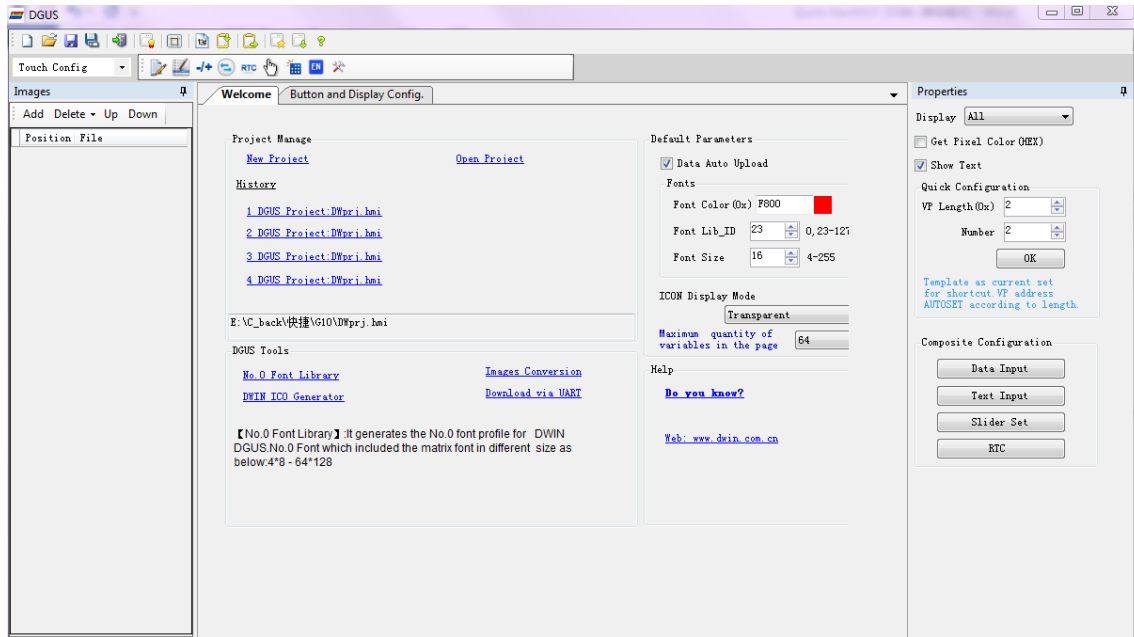 DGUS
Touch Config
-/+
RTC
EN
Images
Welcome
Button and Display Config.
Properties
Add Delete Up Down
Position File
Project Manage
New Project
Open Project
History
1 DGUS Project:DWprj.hmi
2 DGUS Project:DWprj.hmi
3 DGUS Project:DWprj.hmi
4 DGUS Project:DWprj.hmi
E:\C_back\快捷\G10\DWprj.hmi
DGUS Tools
No.0 Font Library
Images Conversion
DWIN ICO Generator
Download via UART
【No.0 Font Library】:It generates the No.0 font profile for DWIN
DGUS.No.0 Font which included the matrix font in different size as
below:4*8 - 64*128
Default Parameters
Data Auto Upload
Fonts
Font Color(0x) F800
Font Lib_ID 23 0,23-127
Font Size 16 4-255
ICON Display Mode
Transparent
Maximum quantity of
variables in the page 64
Help
Do you know?
Web: www.dwin.com.cn
Display All
Get Pixel Color(HEX)
Show Text
Quick Configuration
VP Length(0x) 2
Number 2
OK
Template as current set
for shortcut.VP address
AUTOSET according to length.
Composite Configuration
Data Input
Text Input
Slider Set
RTC